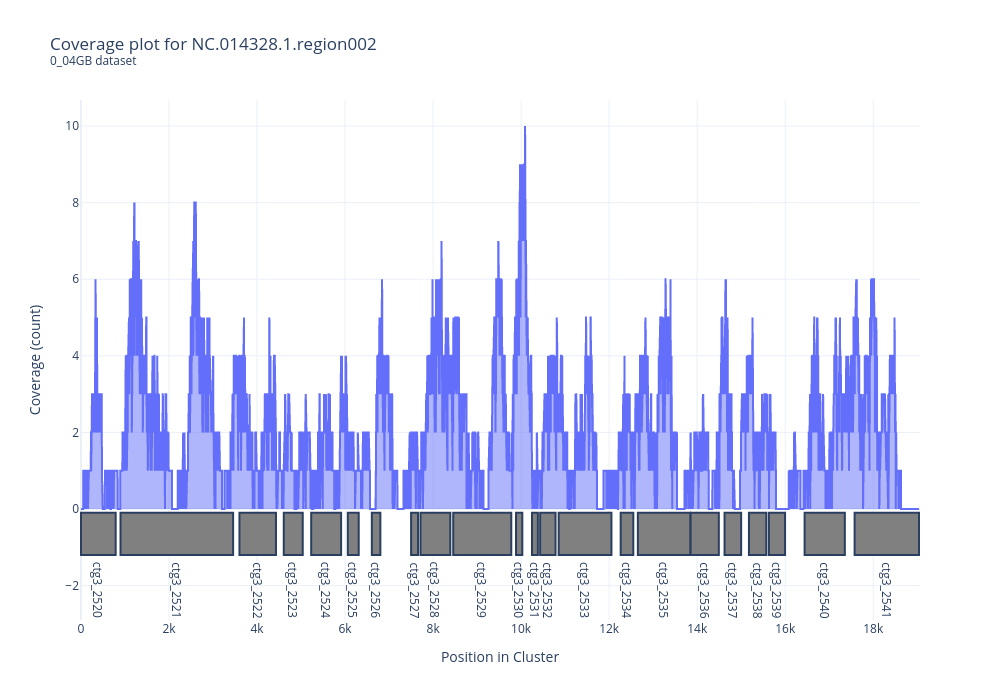 Coverage plot for NC.014328.1.region002
0_04GB dataset
10
8
6
4
2
0
−2
Coverage (count)
ctg3_2520
ctg3_2521
ctg3_2522
ctg3_2523
ctg3_2524
ctg3_2525
ctg3_2526
ctg3_2527
ctg3_2528
ctg3_2529
ctg3_2530
ctg3_2531
ctg3_2532
ctg3_2533
ctg3_2534
ctg3_2535
ctg3_2536
ctg3_2537
ctg3_2538
ctg3_2539
ctg3_2540
ctg3_2541
0 2k 4k 6k 8k 10k 12k 14k 16k 18k
Position in Cluster